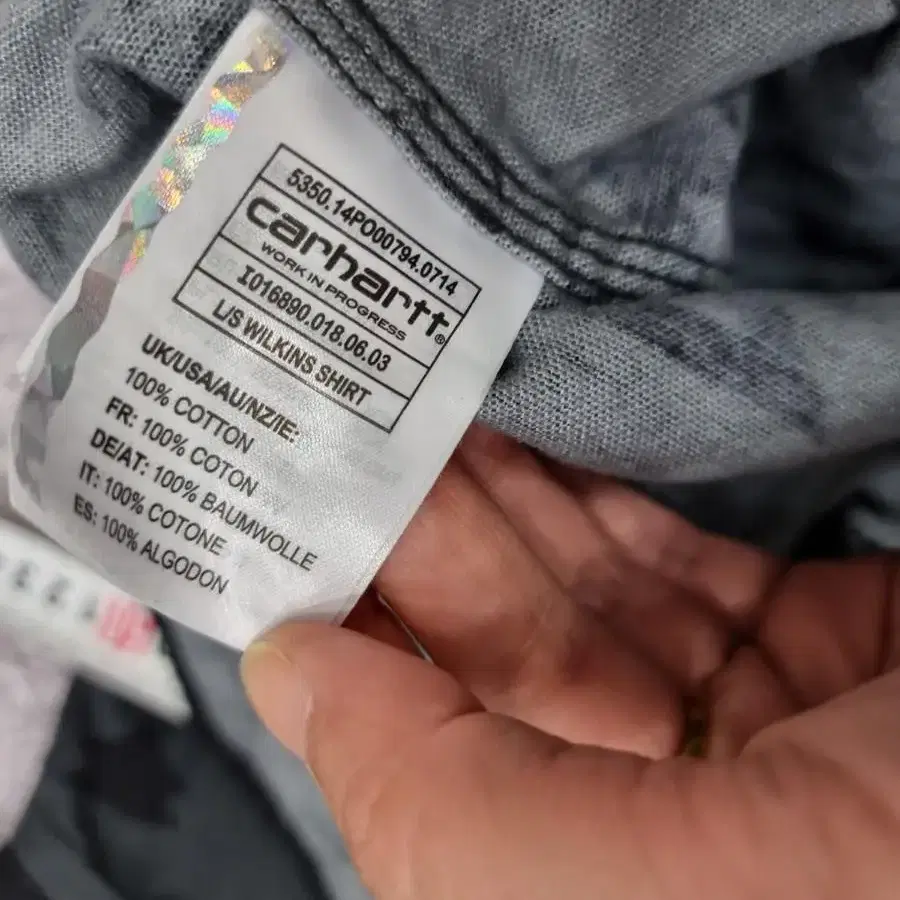 5350.14PO00794.0714
carhartt®
WORK IN PROGRESS
I016890.018.06.03
L/S WILKINS SHIRT
UK/USA/AU/NZ/IE:
100% COTTON
FR: 100% COTON
DE/AT: 100% BAUMWOLLE
IT: 100% COTONE
ES: 100% ALGODON